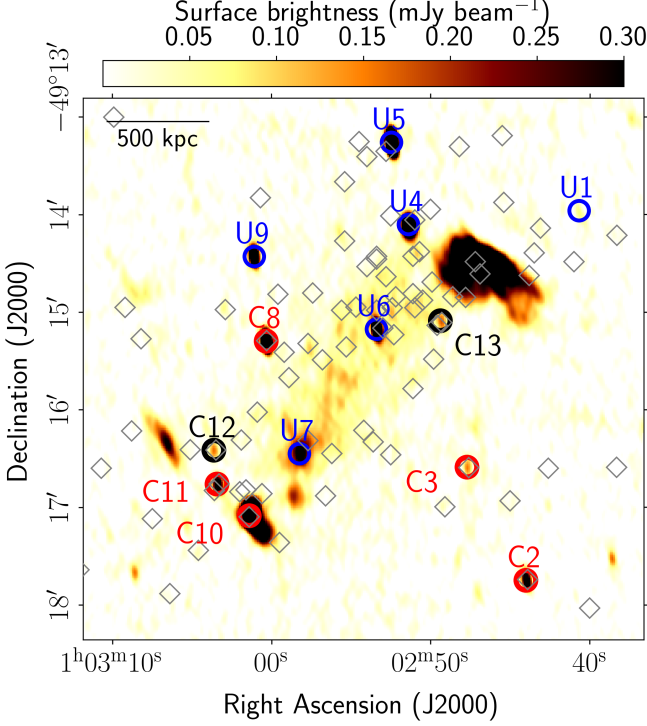 Surface brightness (mJy beam⁻¹)
0.05 0.10 0.15 0.20 0.25 0.30
500 kpc
−49°13′
14′
15′
16′
17′
18′
Declination (J2000)
U5
U4
U1
U9
C8
U6
C13
C12
U7
C11
C3
C10
C2
1ʰ03ᵐ10ˢ 00ˢ 02ᵐ50ˢ 40ˢ
Right Ascension (J2000)